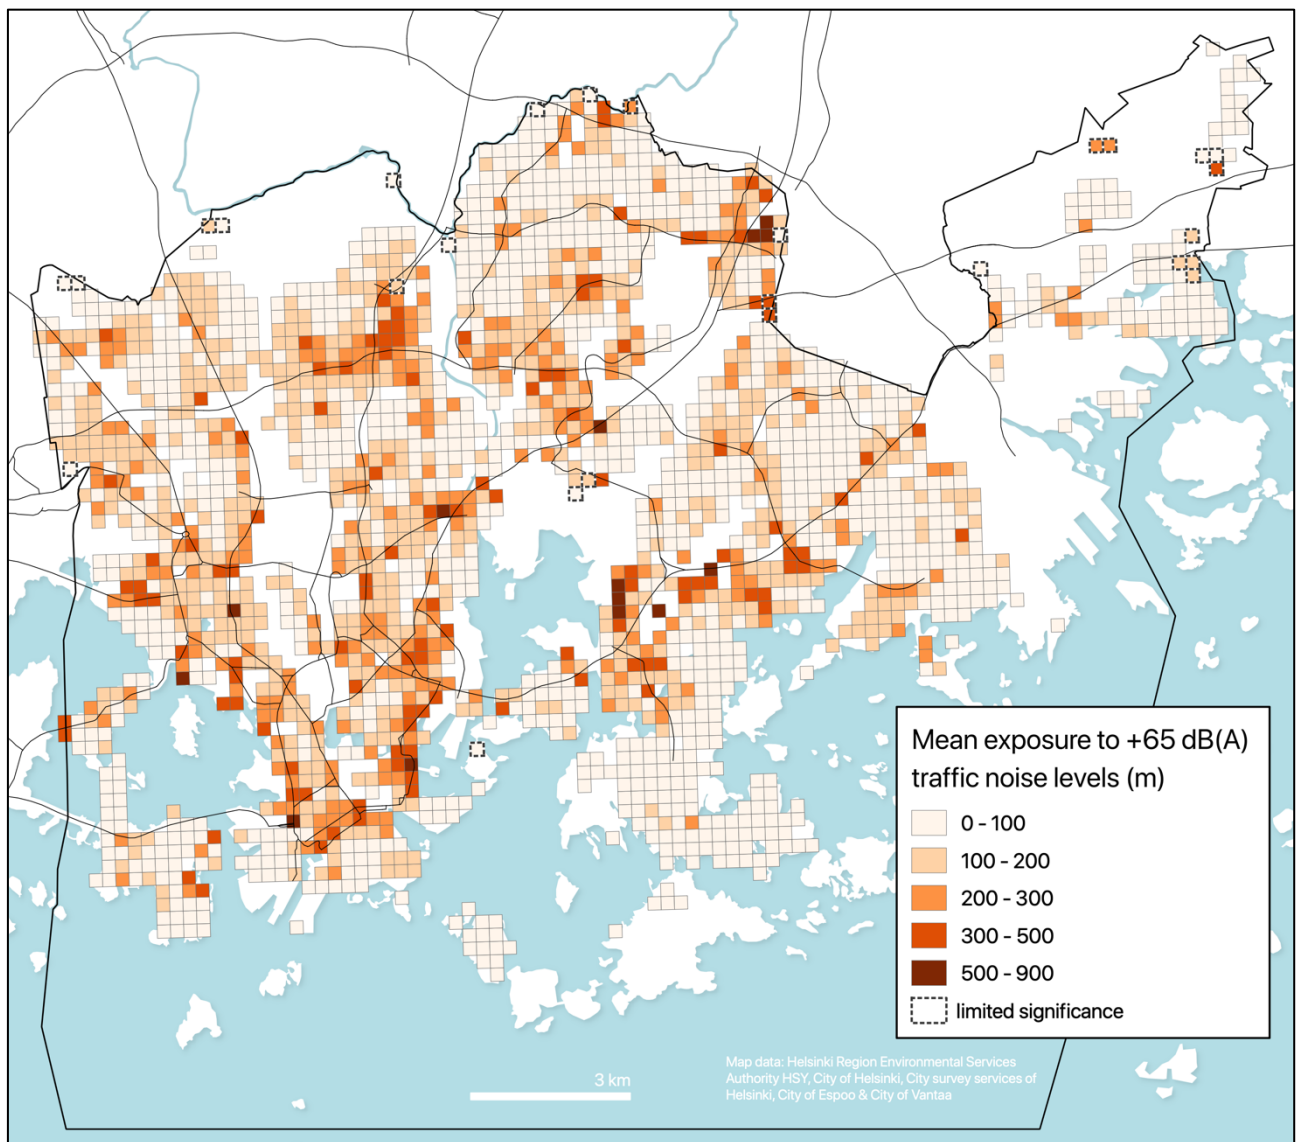 Mean exposure to +65 dB(A)
traffic noise levels (m)
0 - 100
100 - 200
200 - 300
300 - 500
500 - 900
limited significance
3 km
Map data: Helsinki Region Environmental Services
Authority HSY, City of Helsinki, City survey services of
Helsinki, City of Espoo & City of Vantaa